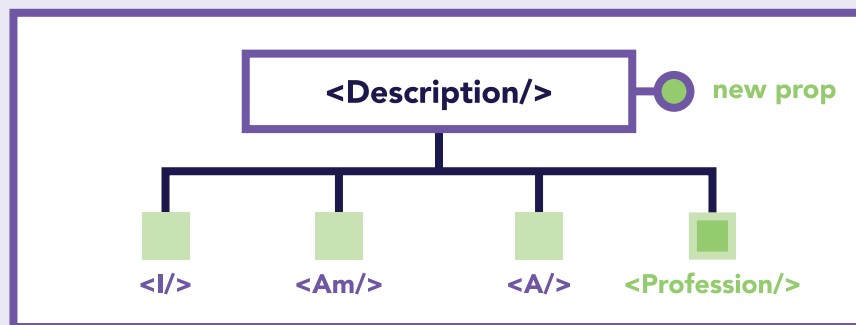 <Description/>
new prop
<I/>
<Am/>
<A/>
<Profession/>